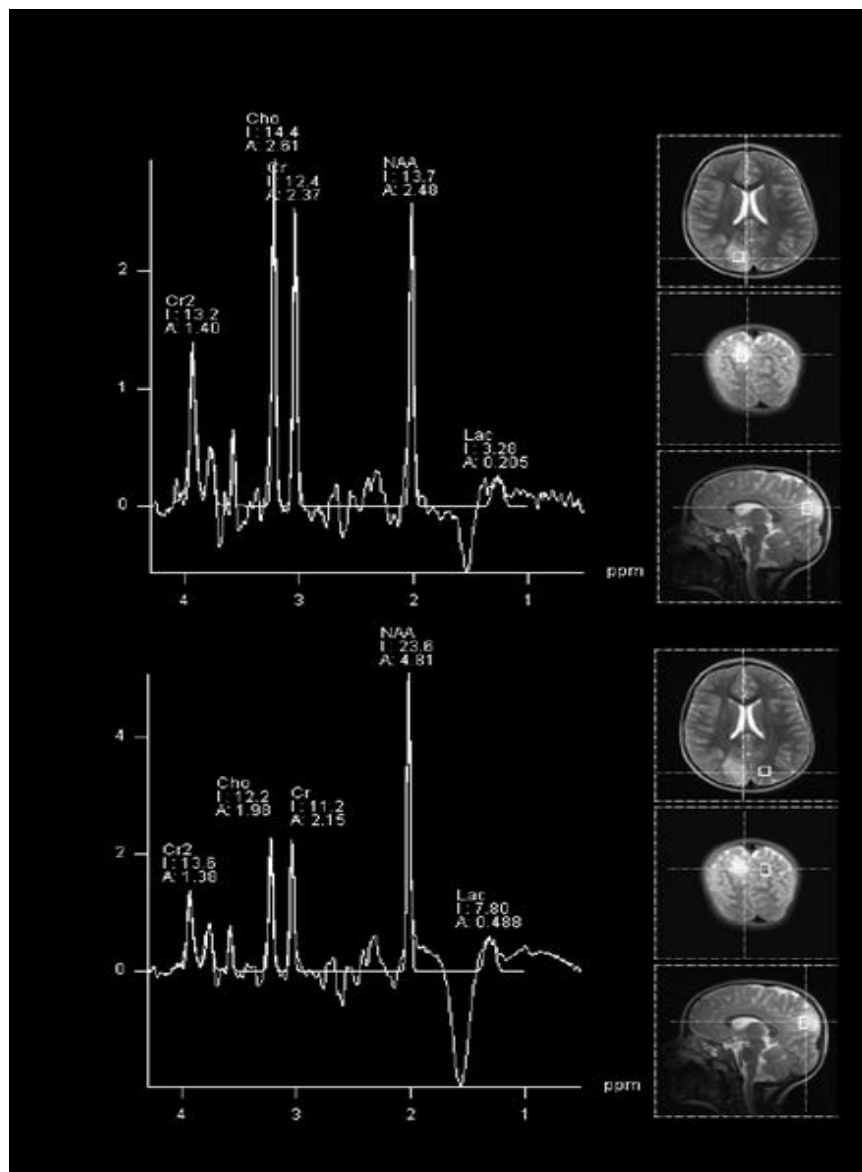 Cho
I : 14.4
A: 2.61
Cr
I : 12.4
A: 2.37
NAA
I : 13.7
A: 2.48
2
Cr2
I : 13.2
A: 1.40
1
Lac
I : 3.28
A: 0.205
0
ppm
4
3
2
1
NAA
I : 23.6
A: 4.81
4
Cho
I : 12.2
A: 1.98
Cr
I : 11.2
A: 2.15
Cr2
I : 13.6
A: 1.38
2
Lac
I : 7.80
A: 0.488
0
ppm
4
3
2
1